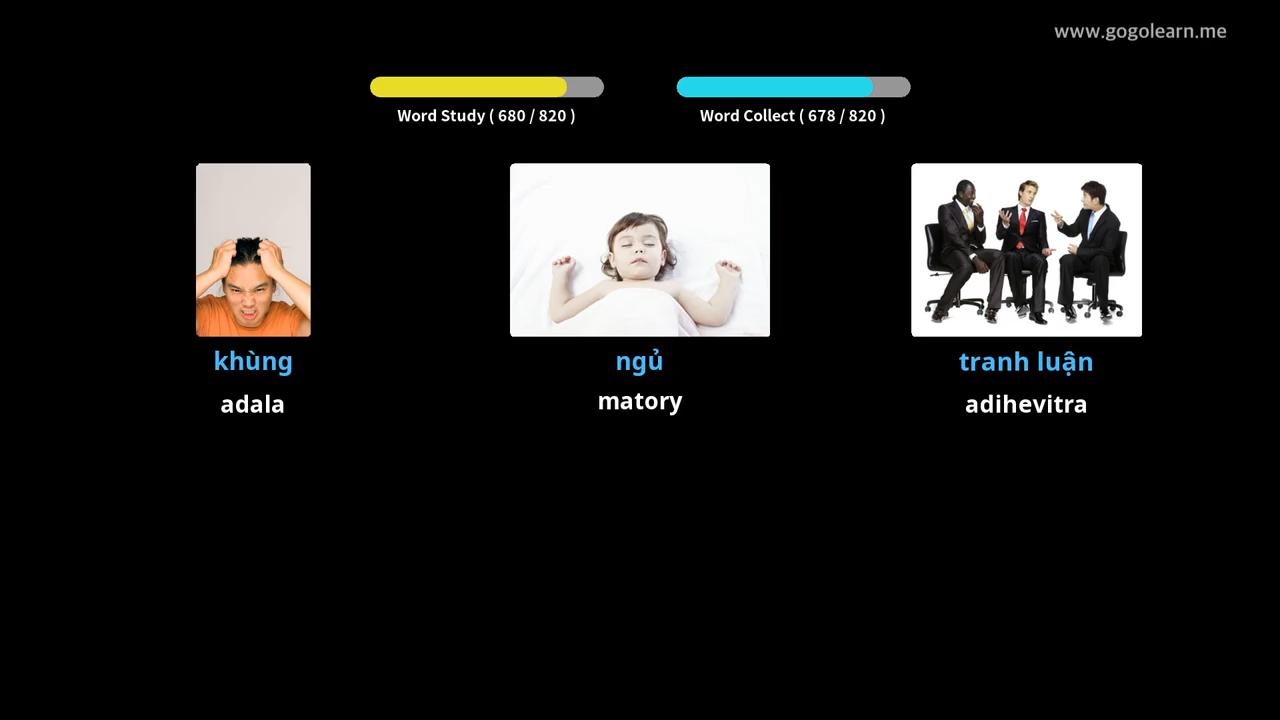 www.gogolearn.me
Word Study ( 680 / 820 )
Word Collect ( 678 / 820 )
khùng
ngủ
tranh luận
adala
matory
adihevitra